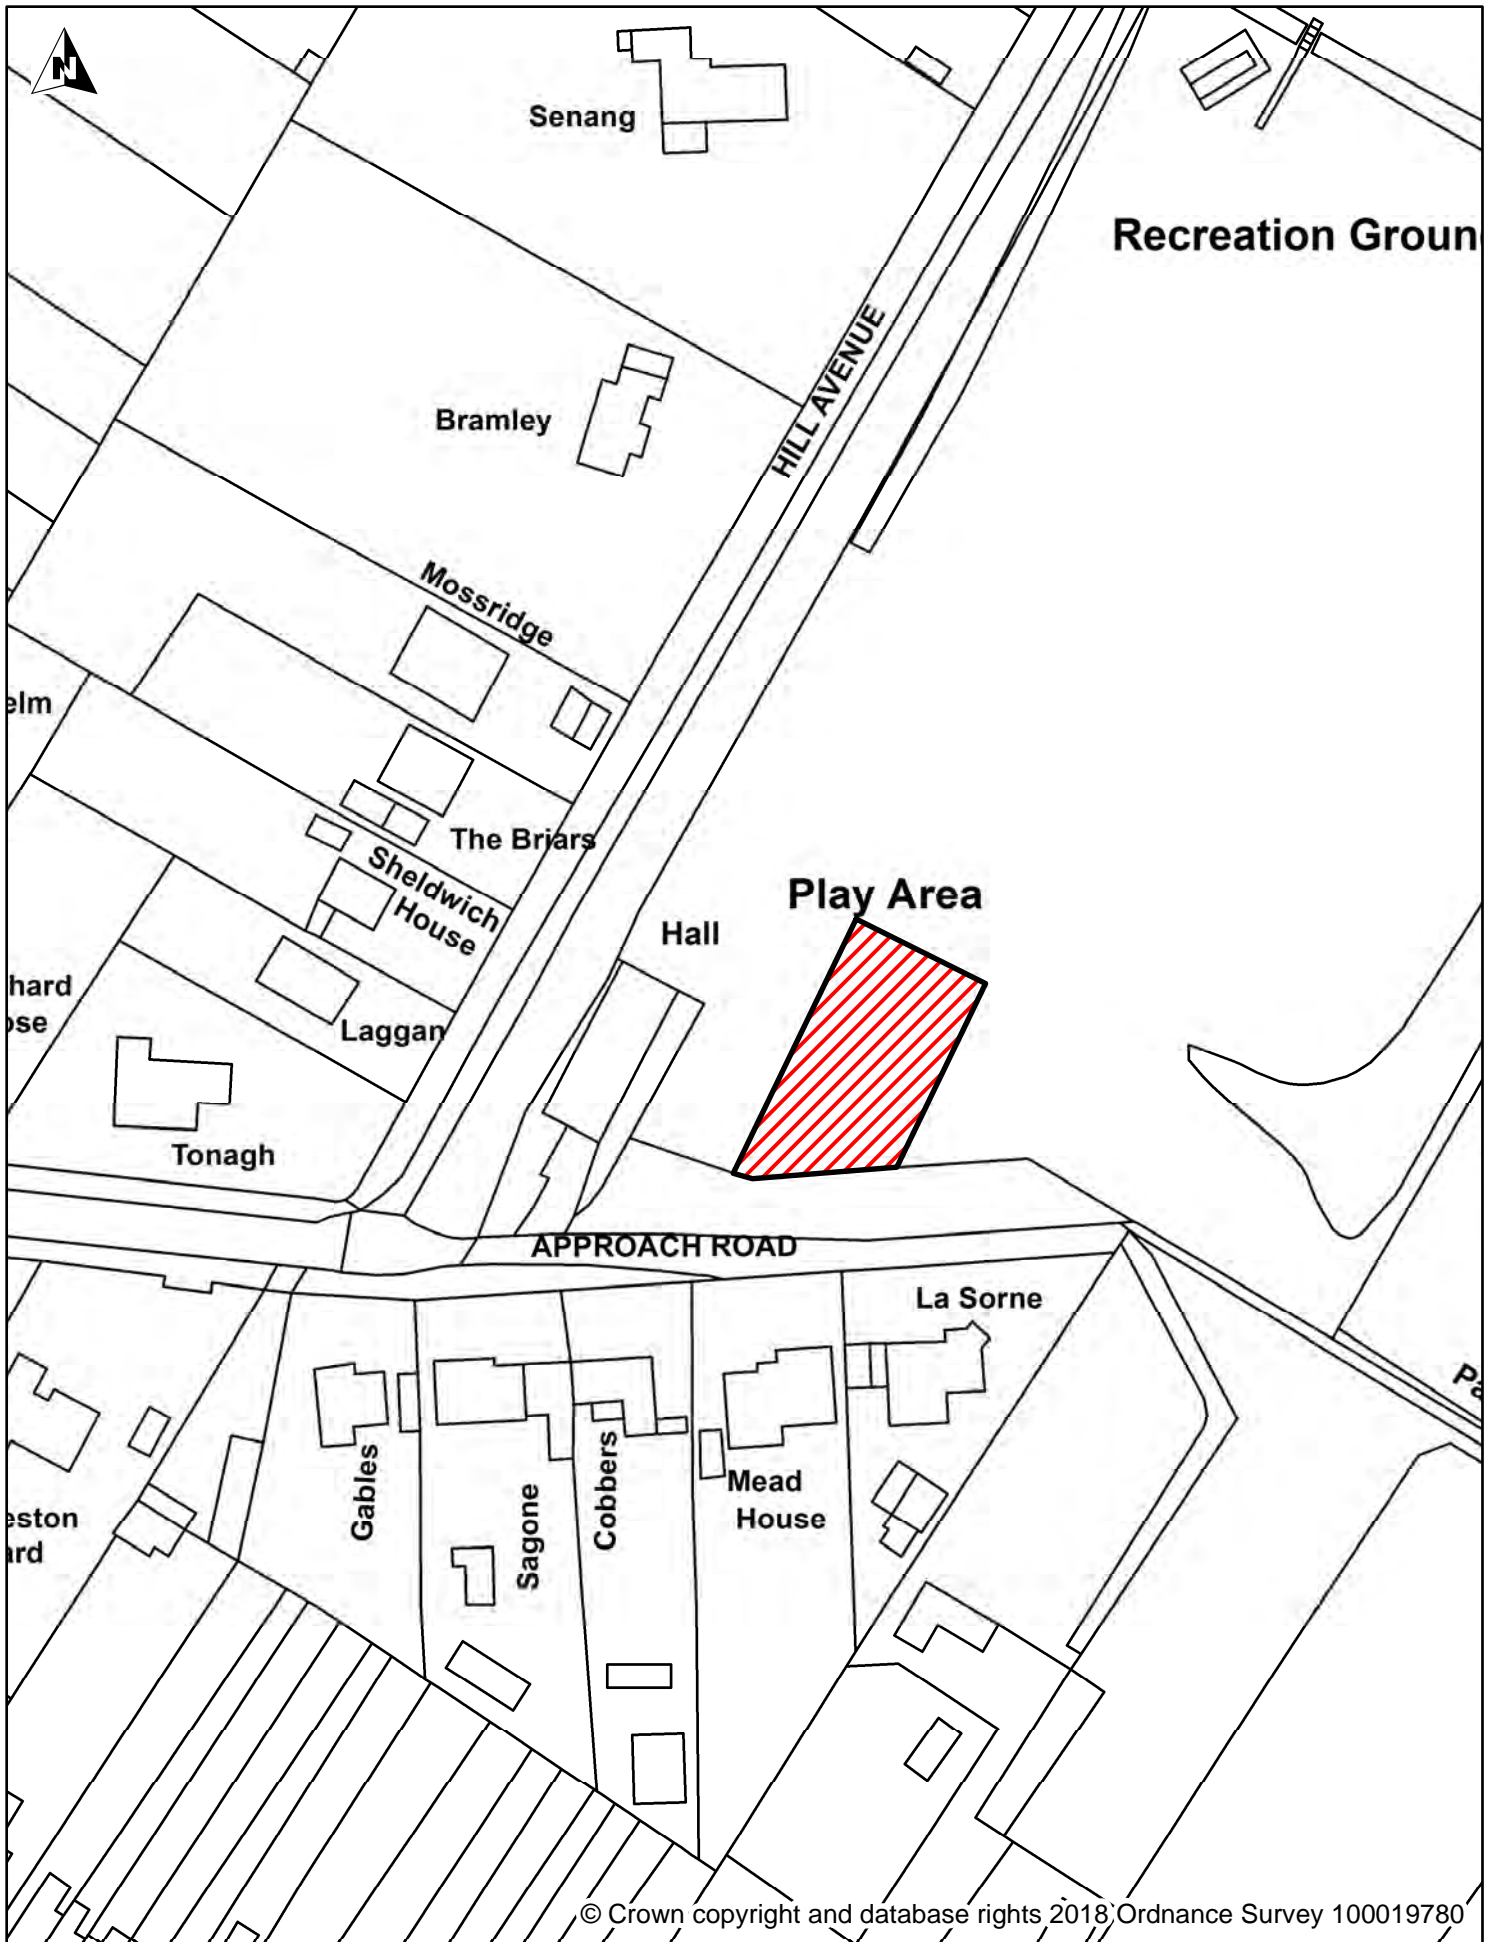 N
Senang
Recreation Groun
HILL AVENUE
Bramley
Mossridge
elm
The Briars
Sheldwich
House
Play Area
Hall
hard
ose
Laggan
Tonagh
APPROACH ROAD
La Sorne
Pa
Gables
Sagone
Cobbers
Mead
House
eston
ard
© Crown copyright and database rights 2018 Ordnance Survey 100019780